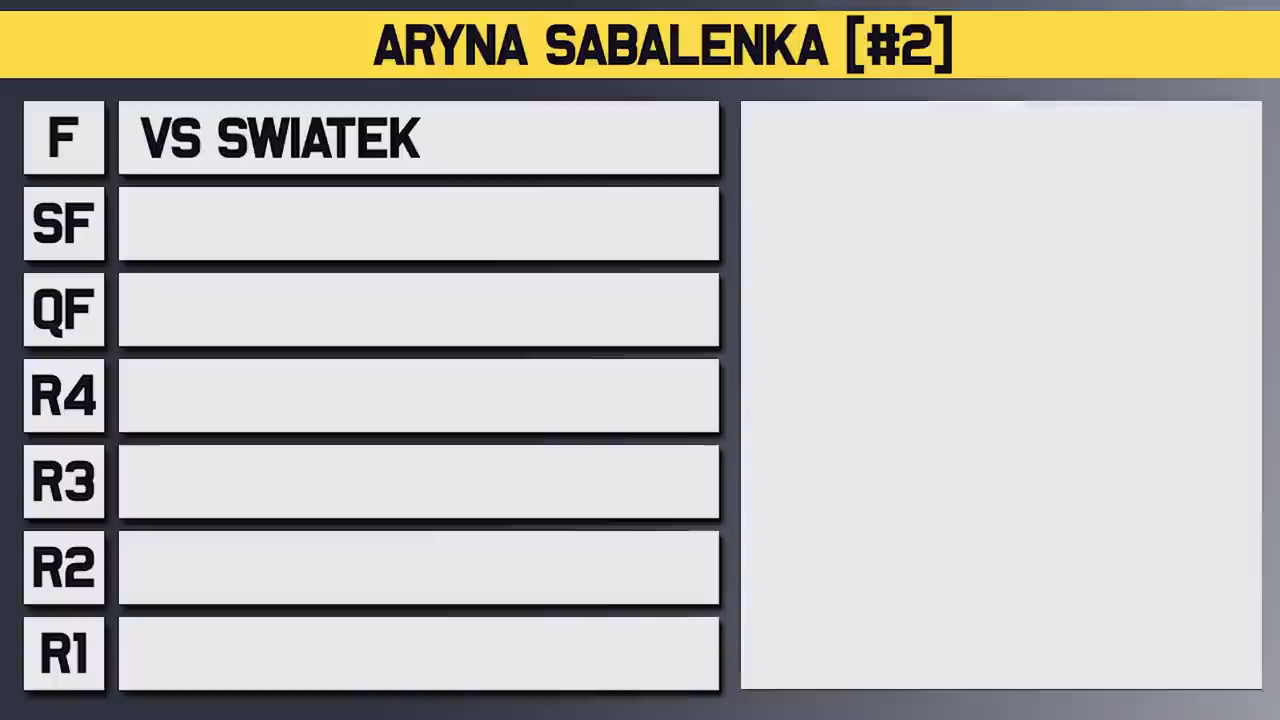 ARYNA SABALENKA [#2]
F VS SWIATEK
SF
QF
R4
R3
R2
R1